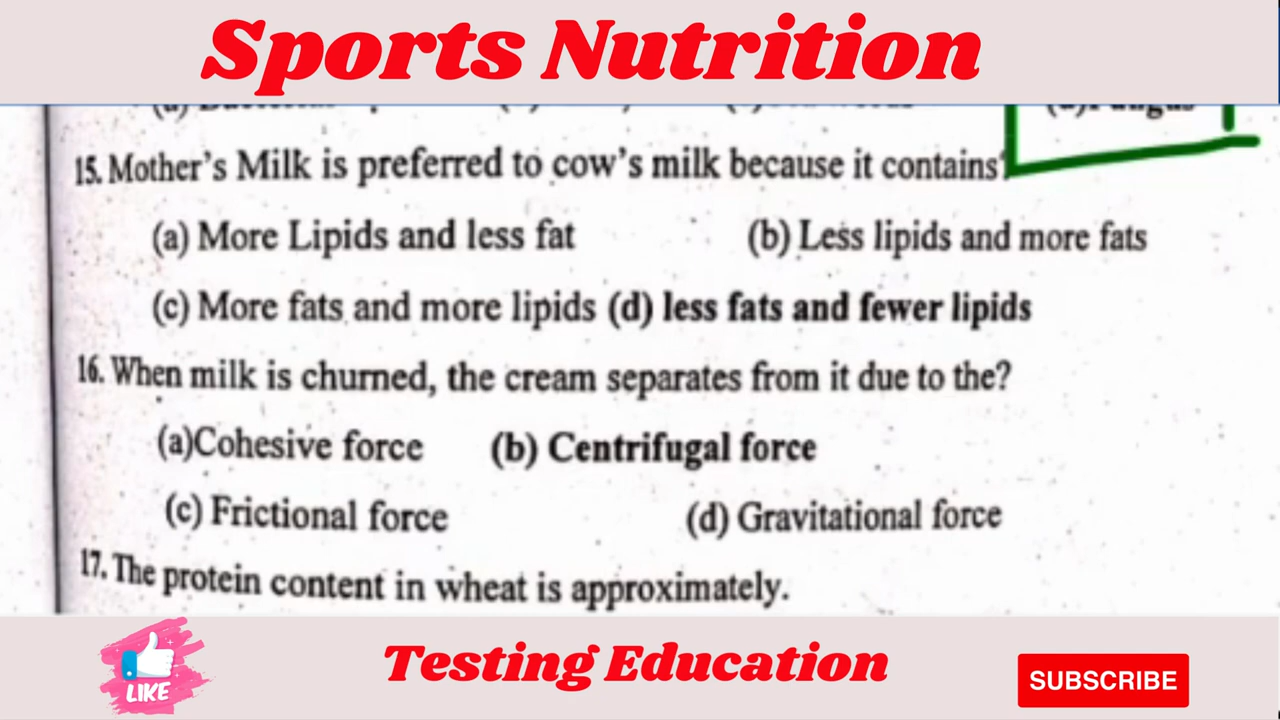 Sports Nutrition
(d)Fungus
15. Mother's Milk is preferred to cow's milk because it contains?
(a) More Lipids and less fat (b) Less lipids and more fats
(c) More fats and more lipids (d) less fats and fewer lipids
16. When milk is churned, the cream separates from it due to the?
(a)Cohesive force (b) Centrifugal force
(c) Frictional force (d) Gravitational force
17. The protein content in wheat is approximately.
LIKE
Testing Education
SUBSCRIBE